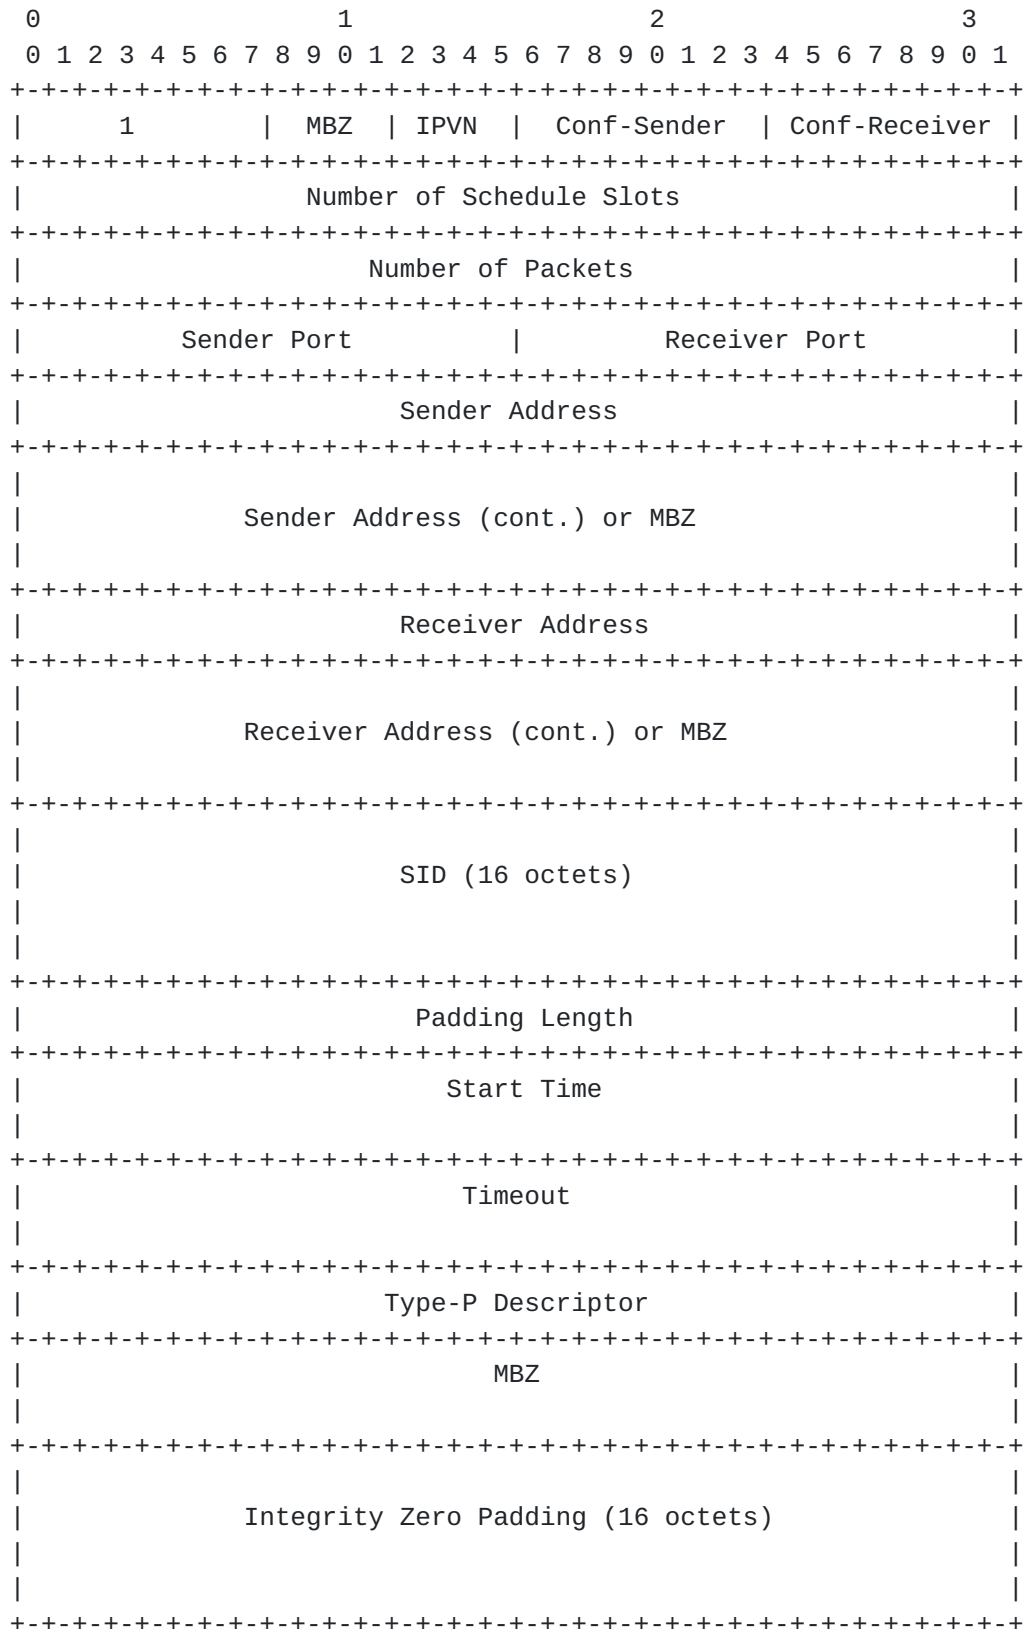 0                   1                   2                   3
 0 1 2 3 4 5 6 7 8 9 0 1 2 3 4 5 6 7 8 9 0 1 2 3 4 5 6 7 8 9 0 1
+-+-+-+-+-+-+-+-+-+-+-+-+-+-+-+-+-+-+-+-+-+-+-+-+-+-+-+-+-+-+-+-+
|      1        |  MBZ  | IPVN  |  Conf-Sender  | Conf-Receiver |
+-+-+-+-+-+-+-+-+-+-+-+-+-+-+-+-+-+-+-+-+-+-+-+-+-+-+-+-+-+-+-+-+
|                  Number of Schedule Slots                     |
+-+-+-+-+-+-+-+-+-+-+-+-+-+-+-+-+-+-+-+-+-+-+-+-+-+-+-+-+-+-+-+-+
|                      Number of Packets                        |
+-+-+-+-+-+-+-+-+-+-+-+-+-+-+-+-+-+-+-+-+-+-+-+-+-+-+-+-+-+-+-+-+
|          Sender Port          |         Receiver Port         |
+-+-+-+-+-+-+-+-+-+-+-+-+-+-+-+-+-+-+-+-+-+-+-+-+-+-+-+-+-+-+-+-+
|                        Sender Address                         |
+-+-+-+-+-+-+-+-+-+-+-+-+-+-+-+-+-+-+-+-+-+-+-+-+-+-+-+-+-+-+-+-+
|                                                               |
|              Sender Address (cont.) or MBZ                    |
|                                                               |
+-+-+-+-+-+-+-+-+-+-+-+-+-+-+-+-+-+-+-+-+-+-+-+-+-+-+-+-+-+-+-+-+
|                        Receiver Address                       |
+-+-+-+-+-+-+-+-+-+-+-+-+-+-+-+-+-+-+-+-+-+-+-+-+-+-+-+-+-+-+-+-+
|                                                               |
|              Receiver Address (cont.) or MBZ                  |
|                                                               |
+-+-+-+-+-+-+-+-+-+-+-+-+-+-+-+-+-+-+-+-+-+-+-+-+-+-+-+-+-+-+-+-+
|                                                               |
|                        SID (16 octets)                        |
|                                                               |
|                                                               |
+-+-+-+-+-+-+-+-+-+-+-+-+-+-+-+-+-+-+-+-+-+-+-+-+-+-+-+-+-+-+-+-+
|                         Padding Length                        |
+-+-+-+-+-+-+-+-+-+-+-+-+-+-+-+-+-+-+-+-+-+-+-+-+-+-+-+-+-+-+-+-+
|                           Start Time                          |
|                                                               |
+-+-+-+-+-+-+-+-+-+-+-+-+-+-+-+-+-+-+-+-+-+-+-+-+-+-+-+-+-+-+-+-+
|                            Timeout                            |
|                                                               |
+-+-+-+-+-+-+-+-+-+-+-+-+-+-+-+-+-+-+-+-+-+-+-+-+-+-+-+-+-+-+-+-+
|                       Type-P Descriptor                       |
+-+-+-+-+-+-+-+-+-+-+-+-+-+-+-+-+-+-+-+-+-+-+-+-+-+-+-+-+-+-+-+-+
|                              MBZ                              |
|                                                               |
+-+-+-+-+-+-+-+-+-+-+-+-+-+-+-+-+-+-+-+-+-+-+-+-+-+-+-+-+-+-+-+-+
|                                                               |
|              Integrity Zero Padding (16 octets)               |
|                                                               |
|                                                               |
+-+-+-+-+-+-+-+-+-+-+-+-+-+-+-+-+-+-+-+-+-+-+-+-+-+-+-+-+-+-+-+-+